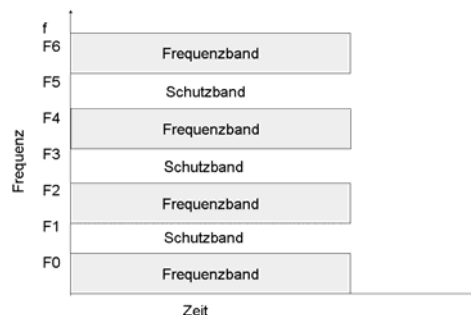 f
F6
Frequenzband
F5
Schutzband
F4
Frequenzband
F3
Schutzband
Frequenz
F2
Frequenzband
F1
Schutzband
F0
Frequenzband
Zeit